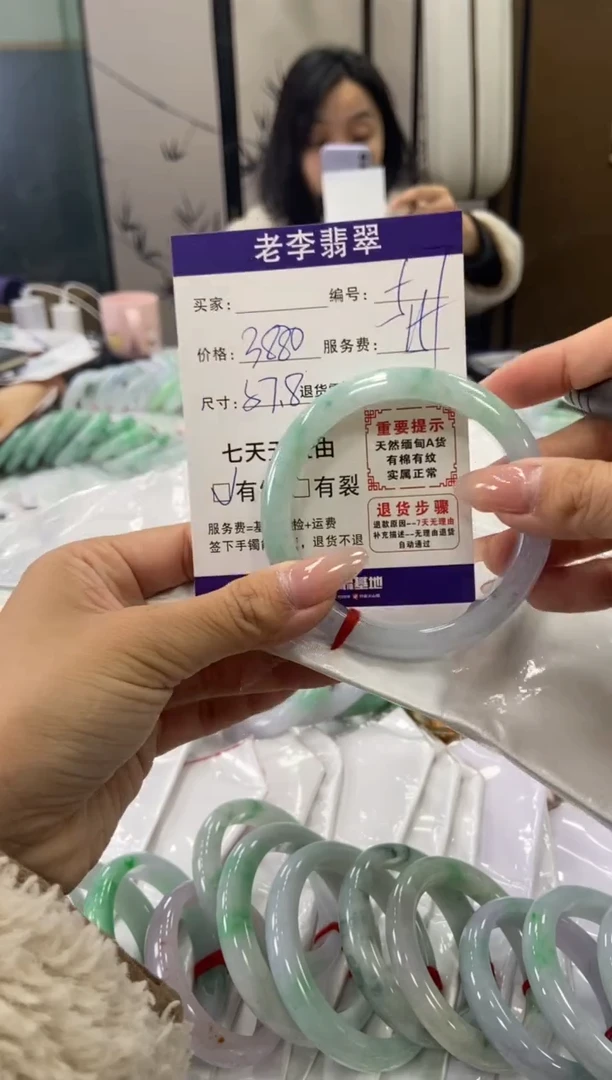 老李翡翠
买家：
编号：
价格：3880
服务费：
尺寸：57.8
退货
七天无 由
有 有裂
服务费=基 检+运费
签下手镯 ，退货不退
重要提示
天然缅甸A货
有棉有纹
实属正常
退货步骤
退款原因--7天无理由
补充描述--无理由退货
自动通过
基地